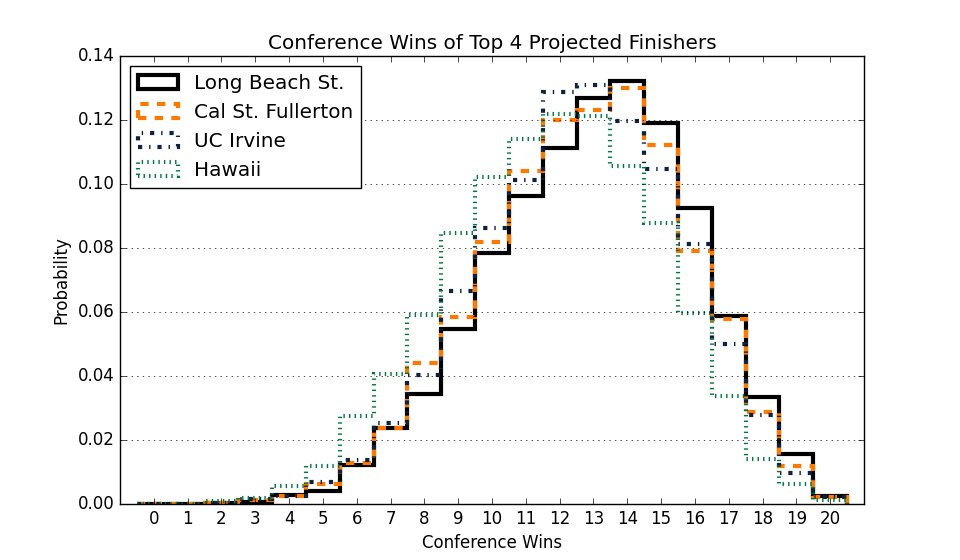 Conference Wins of Top 4 Projected Finishers
0.14
0.12
0.10
0.08
0.06
0.04
0.02
0.00
Probability
Long Beach St.
Cal St. Fullerton
UC Irvine
Hawaii
0 1 2 3 4 5 6 7 8 9 10 11 12 13 14 15 16 17 18 19 20
Conference Wins